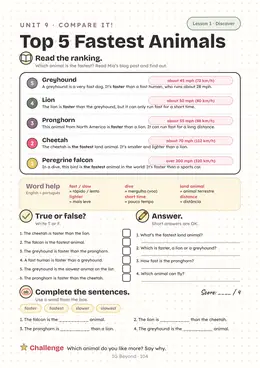 UNIT 9 · COMPARE IT!
Lesson 1 · Discover
Top 5 Fastest Animals
Read the ranking.
Which animal is the fastest? Read Mia's blog post and find out.
5 Greyhound
about 45 mph (72 km/h)
A greyhound is a very fast dog. It's faster than a fast human, who runs about 28 mph.
4 Lion
about 50 mph (80 km/h)
The lion is faster than the greyhound, but it can only run fast for a short time.
3 Pronghorn
about 55 mph (88 km/h)
This animal from North America is faster than a lion. It can run fast for a long distance.
2 Cheetah
about 70 mph (112 km/h)
The cheetah is the fastest land animal. It's smaller and lighter than a lion.
1 Peregrine falcon
over 200 mph (320 km/h)
In a dive, this bird is the fastest animal in the world. It's faster than a sports car.
Word help
English – português
fast / slow
= rápido / lento
lighter
= mais leve
dive
= mergulho (voo)
short time
= pouco tempo
land animal
= animal terrestre
distance
= distância
True or false?
Write T or F.
1. The cheetah is faster than the lion.
2. The falcon is the fastest animal.
3. The greyhound is faster than the pronghorn.
4. A fast human is faster than a greyhound.
5. The greyhound is the slowest animal on the list.
6. The pronghorn is faster than the cheetah.
Answer.
Short answers are OK.
1. What's the fastest land animal?
2. Which is faster, a lion or a greyhound?
3. How fast is the pronghorn?
4. Which animal can fly?
Complete the sentences.
Use a word from the box.
Score: ___ / 4
faster
fastest
slower
slowest
1. The falcon is the ________ animal.
2. The lion is ________ than the cheetah.
3. The pronghorn is ________ than a lion.
4. The greyhound is the ________ animal.
Challenge Which animal do you like more? Say why.